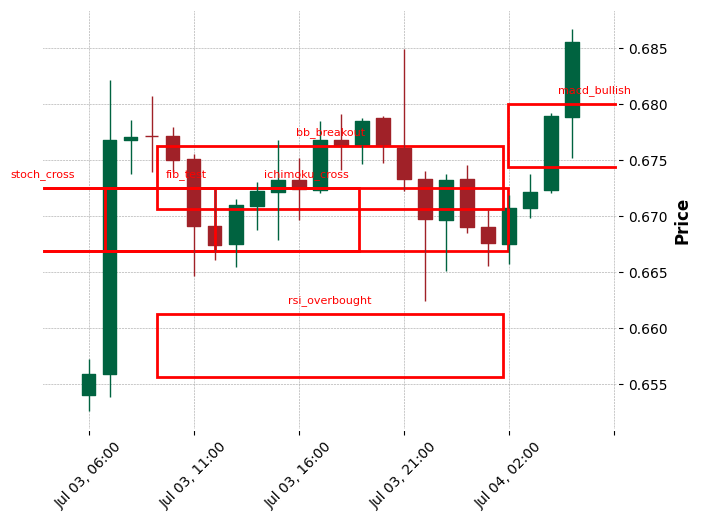 0.685
macd_bullish
0.680
bb_breakout
0.675
stoch_cross
fib_test
ichimoku_cross
0.670
Price
0.665
rsi_overbought
0.660
0.655
Jul 03, 06:00
Jul 03, 11:00
Jul 03, 16:00
Jul 03, 21:00
Jul 04, 02:00